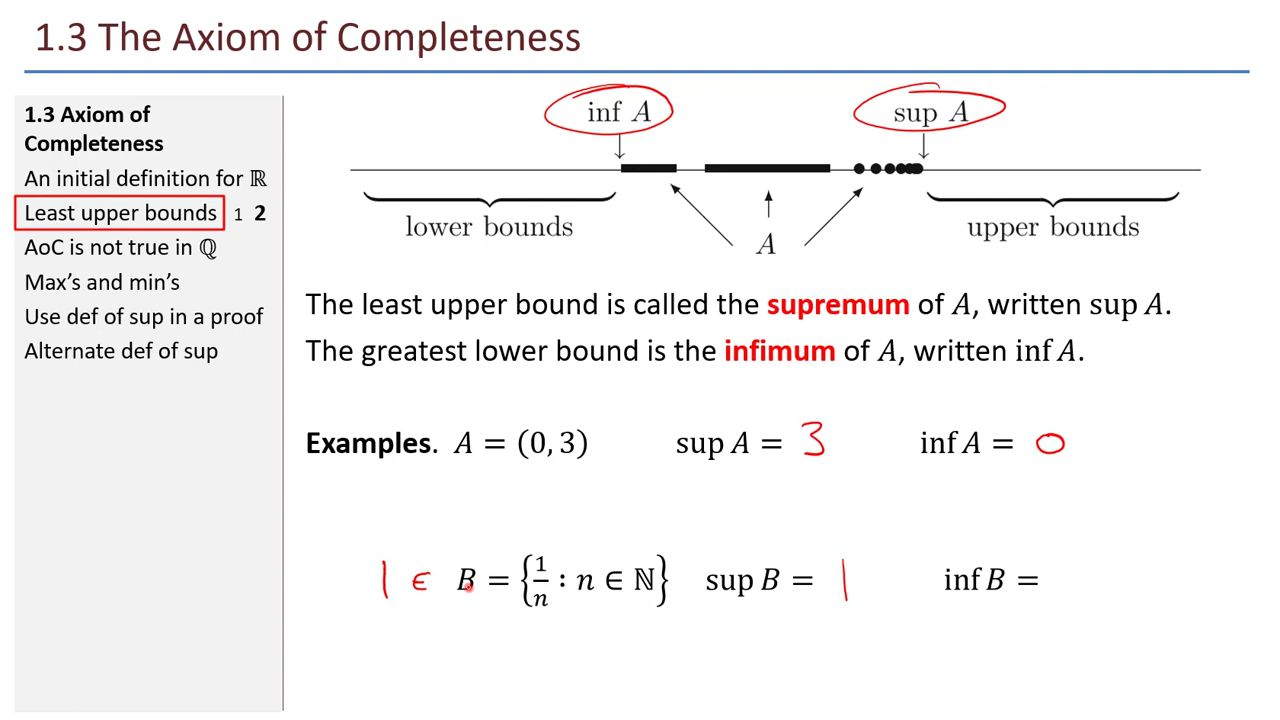 1.3 The Axiom of Completeness
1.3 Axiom of
Completeness
An initial definition for ℝ
Least upper bounds 1 2
AoC is not true in ℚ
Max's and min's
Use def of sup in a proof
Alternate def of sup
inf A sup A
lower bounds A upper bounds
The least upper bound is called the supremum of A, written sup A.
The greatest lower bound is the infimum of A, written inf A.
Examples. A = (0, 3) sup A = 3 inf A = 0
1 ∈ B = {1/n : n ∈ ℕ} sup B = 1 inf B =